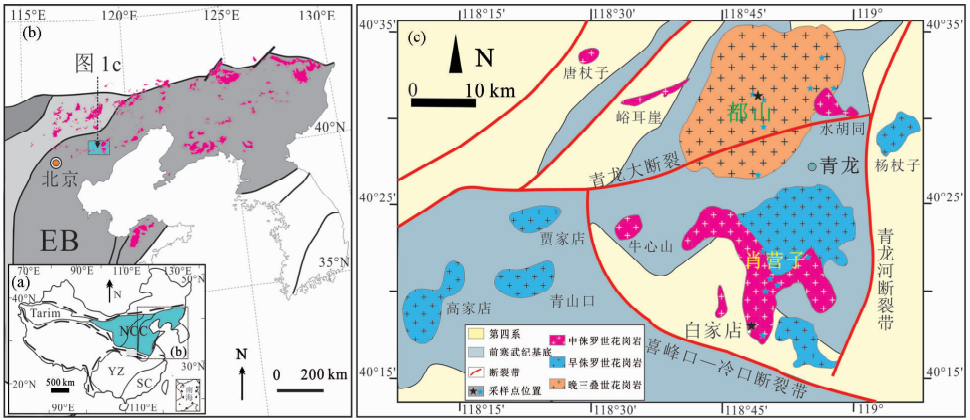 115°E
120°E
125°E
130°E
(b)
图 1c
40°N
北京
EB
35°N
(a)
70°E
90°E
110°E
130°E
50°N
N
40°N
Tarim
NCC
(b)
YZ
30°N
20°N
500 km
SC
南海
90°E
110°E
N
0 200 km
118°15'
118°30'
118°45'
119°
40°35'
40°35'
(c)
N
0 10 km
唐杖子
峪耳崖
都山
水胡同
杨杖子
青龙大断裂
青龙
40°25'
40°25'
贾家店
牛心山
肖营子
青龙河断裂带
高家店
青山口
白家店
喜峰口—冷口断裂带
第四系
中侏罗世花岗岩
前寒武纪基底
早侏罗世花岗岩
断裂带
采样点位置
晚三叠世花岗岩
40°15'
40°15'
118°15'
118°30'
118°45'
119°